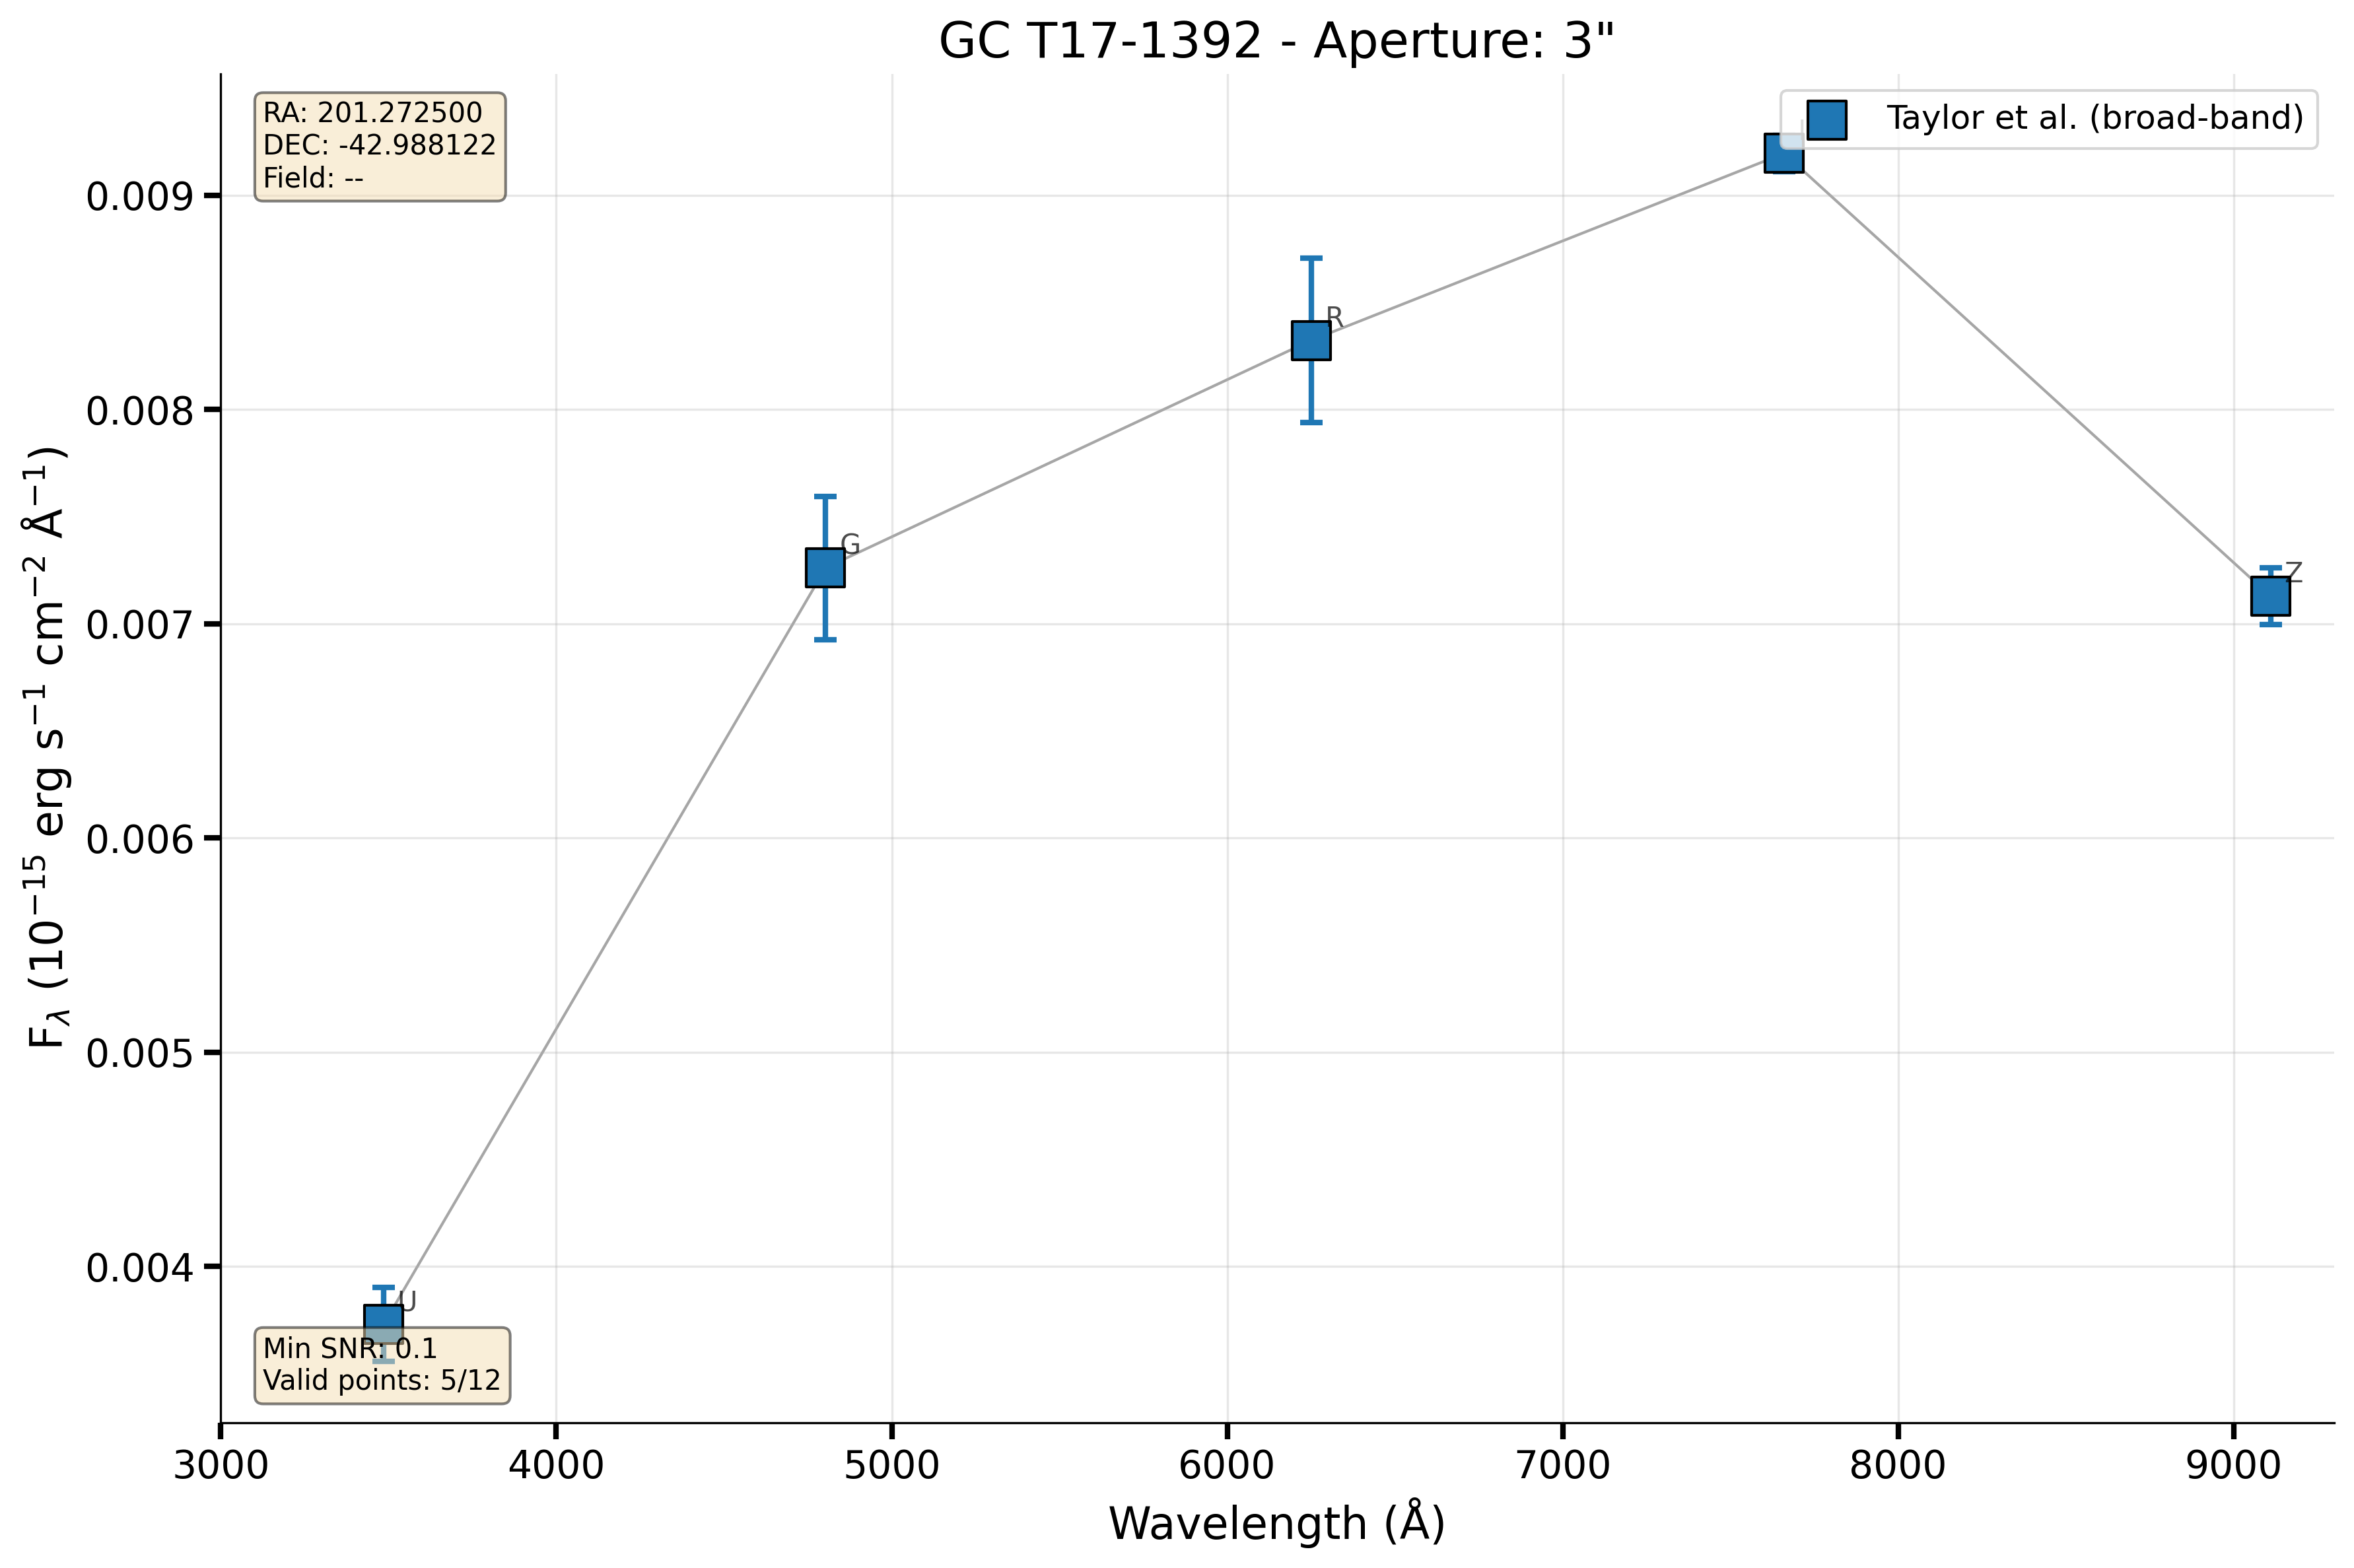 GC T17-1392 - Aperture: 3"
RA: 201.272500
DEC: -42.988122
Field: --
Taylor et al. (broad-band)
0.009
0.008
0.007
0.006
0.005
0.004
F_λ (10⁻¹⁵ erg s⁻¹ cm⁻² Å⁻¹)
U
G
R
Z
Min SNR: 0.1
Valid points: 5/12
3000 4000 5000 6000 7000 8000 9000
Wavelength (Å)